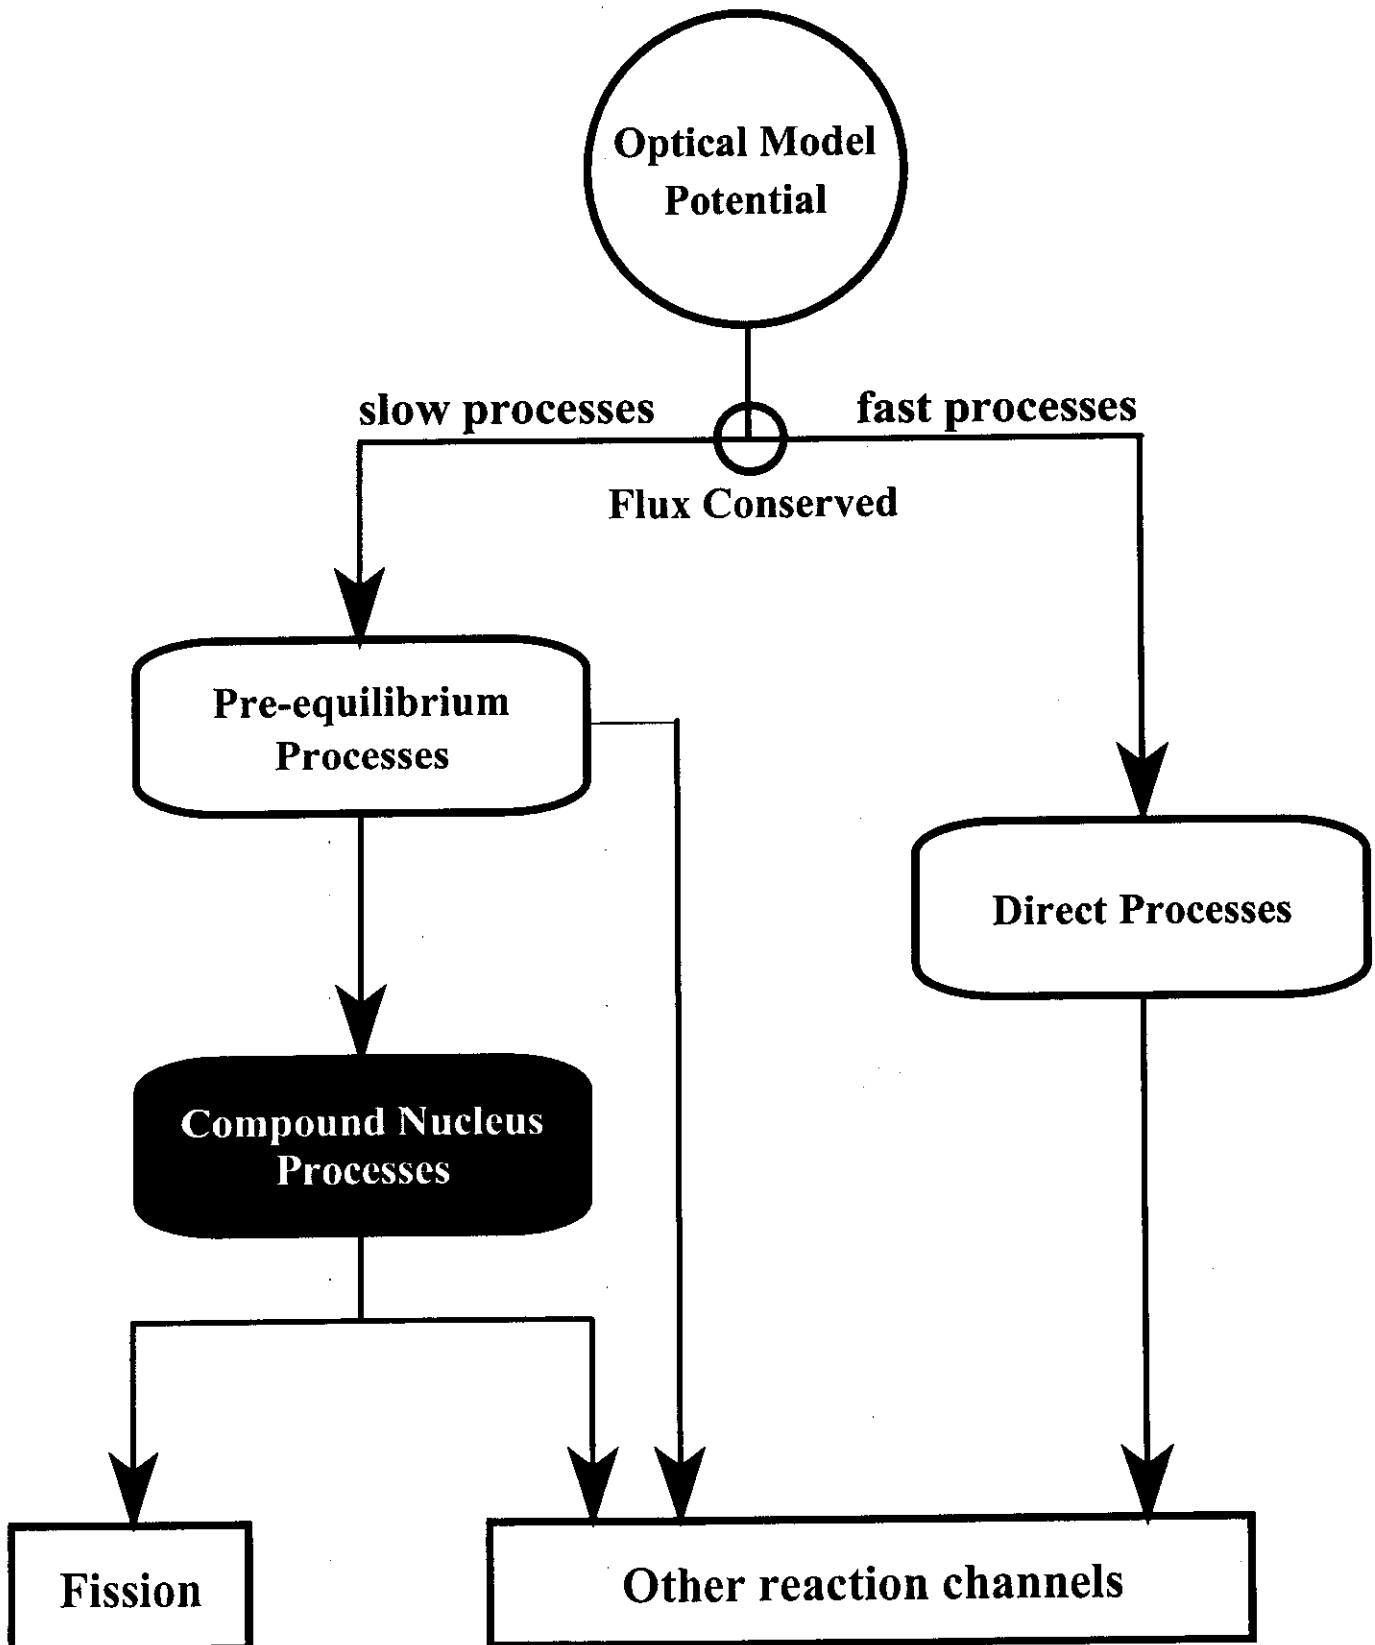 Optical Model
Potential
slow processes
fast processes
Flux Conserved
Pre-equilibrium
Processes
Direct Processes
Compound Nucleus
Processes
Fission
Other reaction channels